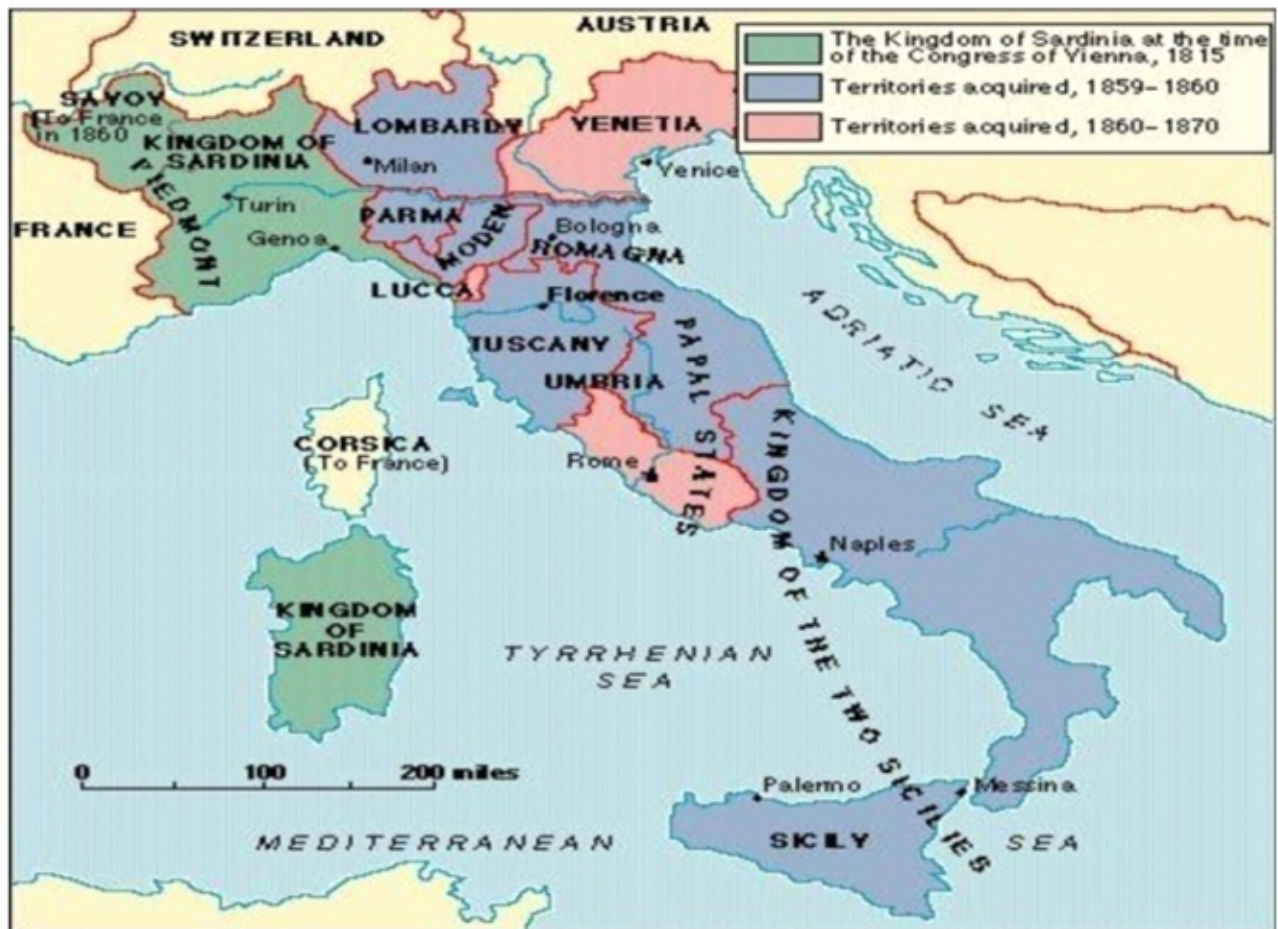 SWITZERLAND
AUSTRIA
The Kingdom of Sardinia at the time
of the Congress of Vienna, 1815
Territories acquired, 1859-1860
Territories acquired, 1860-1870
SAVOY
(To France
in 1860
KINGDOM OF
SARDINIA
PIEDMONT
LOMBARDY
Milan
VENETIA
Venice
Turin
Genoa
FRANCE
PARMA
MODENA
Bologna
ROMAGNA
LUCCA
Florence
TUSCANY
UMBRIA
PAPAL STATES
ADRIATIC SEA
CORSICA
(To France)
Rome
KINGDOM OF THE TWO SICILIES
Naples
KINGDOM
OF
SARDINIA
TYRRHENIAN
SEA
0 100 200 miles
Palermo
Messina
SICILY
MEDITERRANEAN SEA